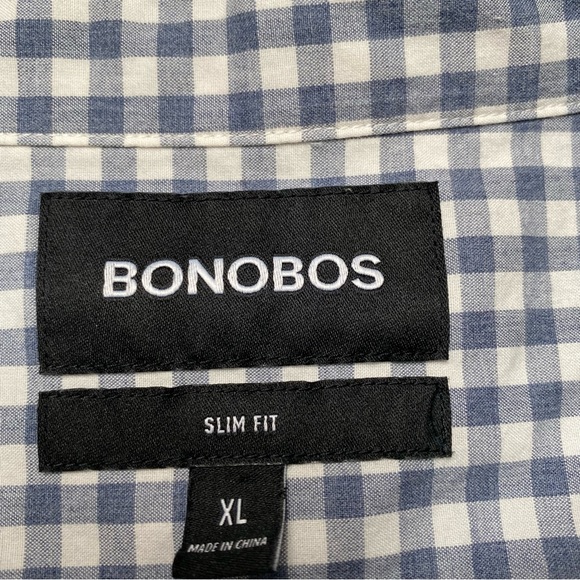 BONOBOS
SLIM FIT
XL
MADE IN CHINA